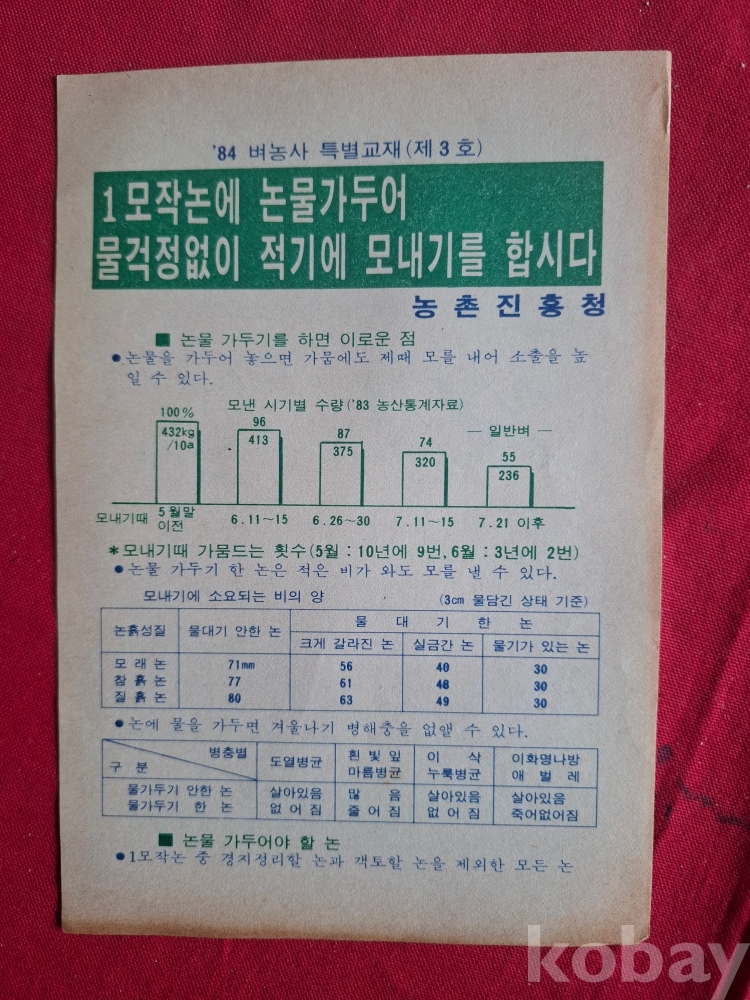 '84 벼농사 특별교재(제3호)
1모작논에 논물가두어
물걱정없이 적기에 모내기를 합시다
농촌진흥청
■ 논물 가두기를 하면 이로운 점
●논물을 가두어 놓으면 가뭄에도 제때 모를 내어 소출을 높
일 수 있다.
모낸 시기별 수량('83 농산통계자료)
― 일반벼 ―
100% 96 87 74 55
432kg/10a 413 375 320 236
모내기때 5월말 이전 6.11~15 6.26~30 7.11~15 7.21 이후
*모내기때 가뭄드는 횟수(5월:10년에 9번,6월:3년에 2번)
●논물 가두기 한 논은 적은 비가 와도 모를 낼 수 있다.
모내기에 소요되는 비의 양 (3cm 물담긴 상태 기준)
논흙성질 물대기 안한 논 물대기한논
크게 갈라진 논 실금간 논 물기가 있는 논
모래논 71mm 56 40 30
참흙논 77 61 48 30
질흙논 80 63 49 30
●논에 물을 가두면 겨울나기 병해충을 없앨 수 있다.
병충별 도열병균 흰빛잎 이삭 이화명나방
구분 마름병균 누룩병균 애벌레
물가두기 안한 논 살아있음 많음 살아있음 살아있음
물가두기 한 논 없어짐 줄어짐 없어짐 죽어없어짐
■ 논물 가두어야 할 논
●1모작논 중 경지정리할 논과 객토할 논을 제외한 모든 논
kobay